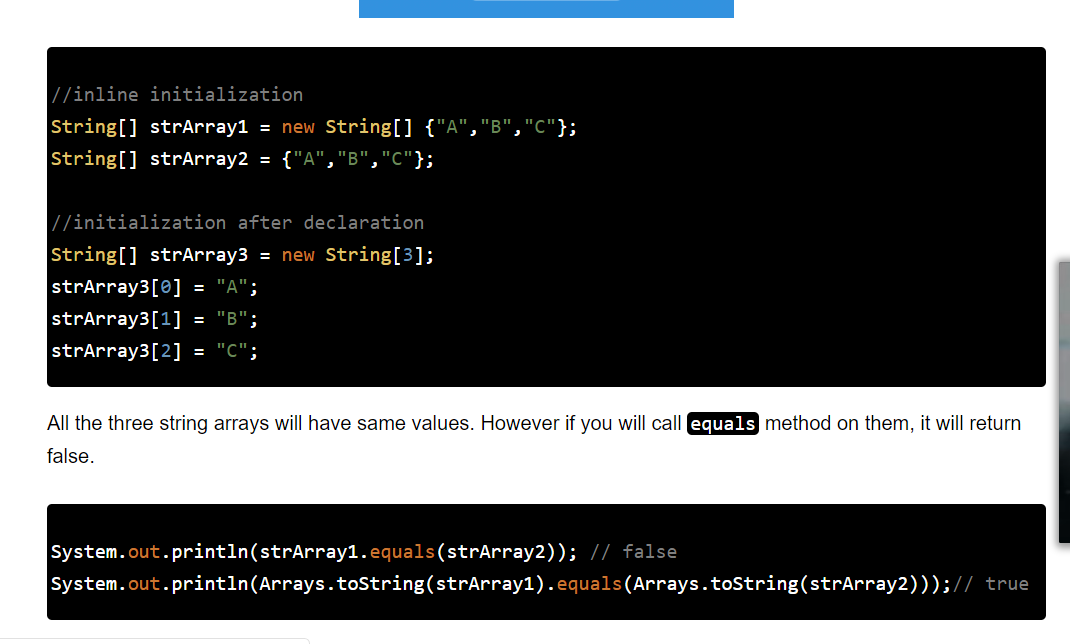 //inline initialization
String[] strArray1 = new String[] {"A","B","C"};
String[] strArray2 = {"A","B","C"};
//initialization after declaration
String[] strArray3 = new String[3];
strArray3[0] = "A";
strArray3[1] = "B";
strArray3[2] = "C";
All the three string arrays will have same values. However if you will call equals method on them, it will return
false.
System.out.println(strArray1.equals(strArray2)); // false
System.out.println(Arrays.toString(strArray1).equals(Arrays.toString(strArray2)));// true